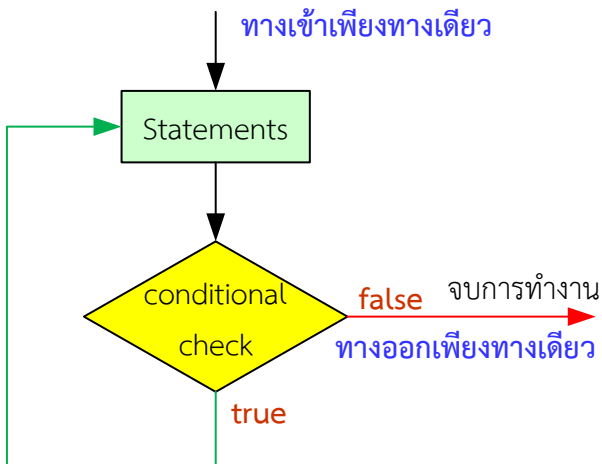 ทางเข้าเพียงทางเดียว
Statements
conditional
check
false
จบการทำงาน
ทางออกเพียงทางเดียว
true